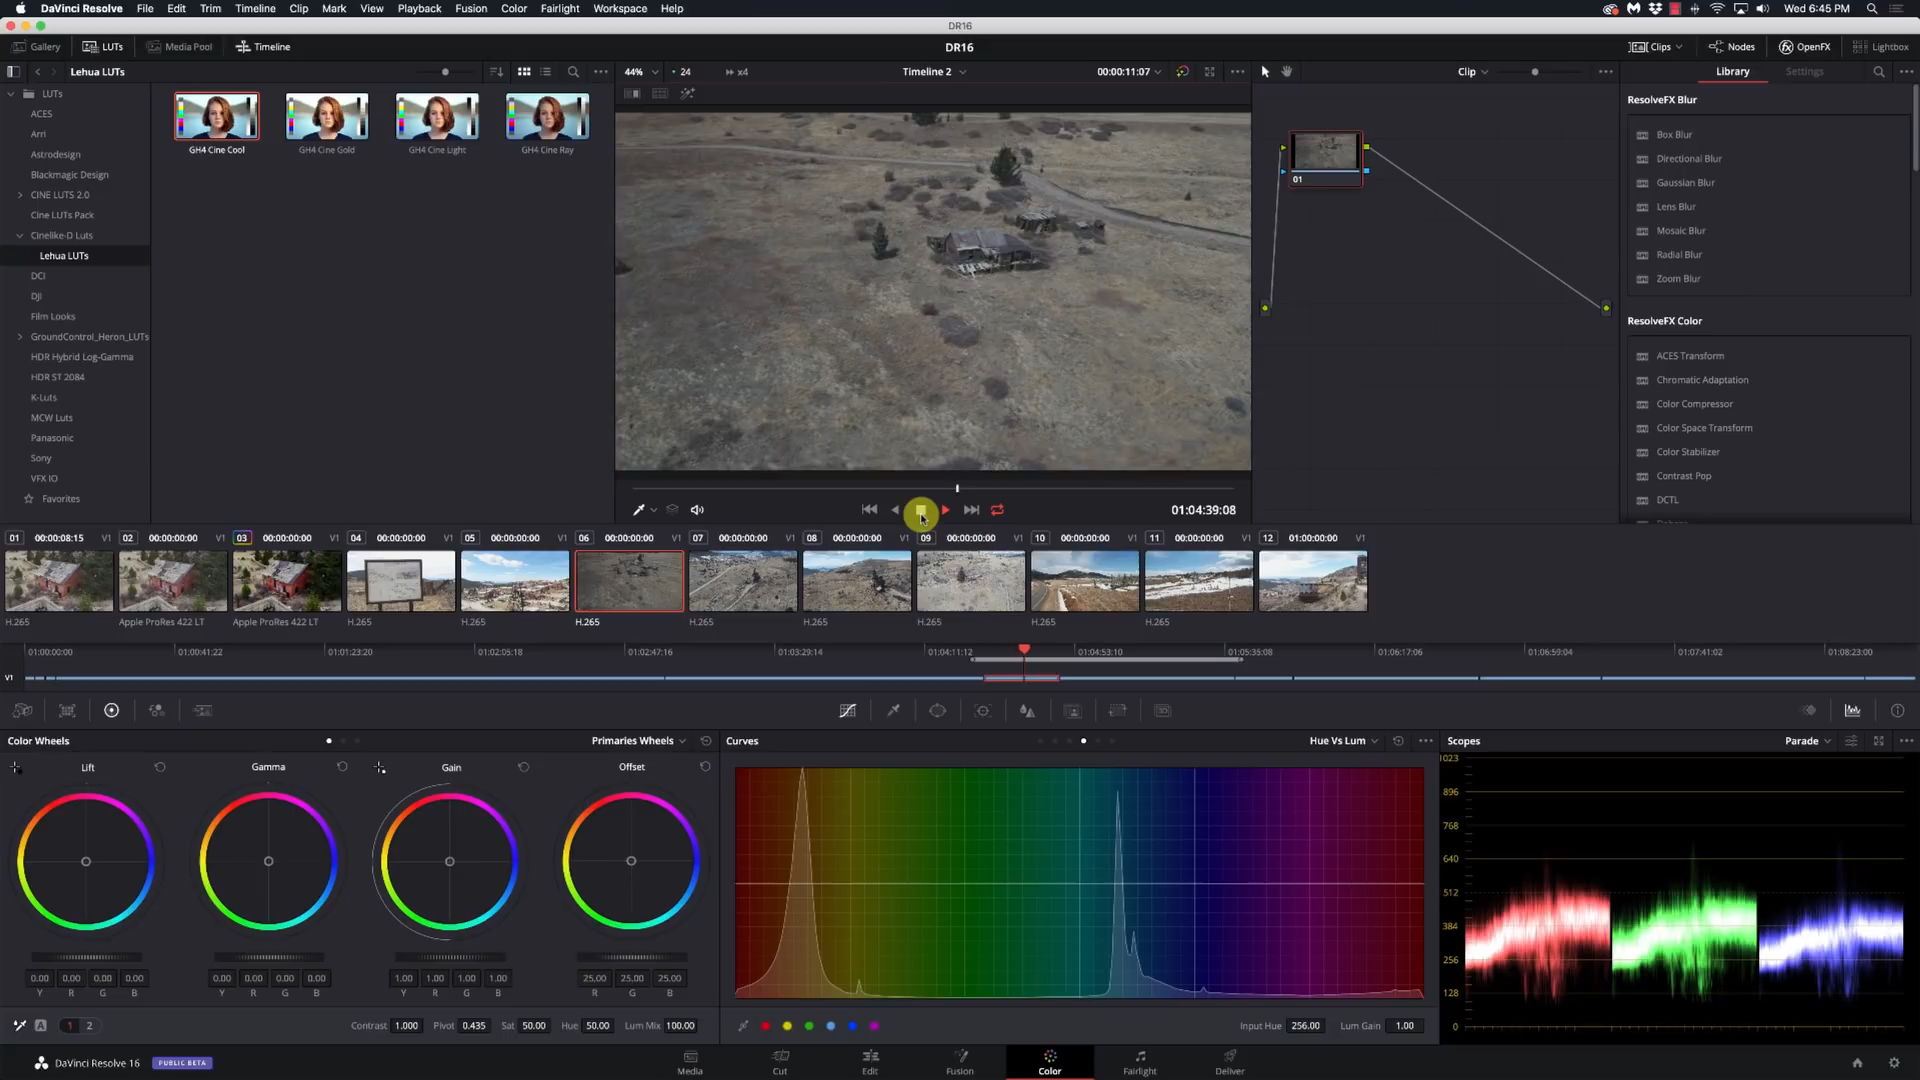 DaVinci Resolve File Edit Trim Timeline Clip Mark View Playback Fusion Color Fairlight Workspace Help Wed 6:45 PM
DR16
Gallery LUTs Media Pool Timeline DR16 Clips Nodes OpenFX Lightbox
Lehua LUTs 44% 24 x4 Timeline 2 00:00:11:07 Clip Library Settings
LUTs
ACES
Arri
Astrodesign
Blackmagic Design
CINE LUTS 2.0
Cine LUTs Pack
Cinelike-D Luts
Lehua LUTs
DCI
DJI
Film Looks
GroundControl_Heron_LUTs
HDR Hybrid Log-Gamma
HDR ST 2084
K-Luts
MCW Luts
Panasonic
Sony
VFX IO
Favorites
GH4 Cine Cool GH4 Cine Gold GH4 Cine Light GH4 Cine Ray
01
ResolveFX Blur
Box Blur
Directional Blur
Gaussian Blur
Lens Blur
Mosaic Blur
Radial Blur
Zoom Blur
ResolveFX Color
ACES Transform
Chromatic Adaptation
Color Compressor
Color Space Transform
Color Stabilizer
Contrast Pop
DCTL
01:04:39:08
01 00:00:08:15 V1 02 00:00:00:00 V1 03 00:00:00:00 V1 04 00:00:00:00 V1 05 00:00:00:00 V1 06 00:00:00:00 V1 07 00:00:00:00 V1 08 00:00:00:00 V1 09 00:00:00:00 V1 10 00:00:00:00 V1 11 00:00:00:00 V1 12 01:00:00:00 V1
H.265 Apple ProRes 422 LT Apple ProRes 422 LT H.265 H.265 H.265 H.265 H.265 H.265 H.265 H.265
01:00:00:00 01:00:41:22 01:01:23:20 01:02:05:18 01:02:47:16 01:03:29:14 01:04:11:12 01:04:53:10 01:05:35:08 01:06:17:06 01:06:59:04 01:07:41:02 01:08:23:00
V1
Color Wheels Primaries Wheels Curves Hue Vs Lum Scopes Parade
Lift Gamma Gain Offset
1023
896
768
640
512
384
256
128
0
0.00 0.00 0.00 0.00 0.00 0.00 0.00 0.00 1.00 1.00 1.00 1.00 25.00 25.00 25.00
Y R G B Y R G B Y R G B R G B
A 1 2 Contrast 1.000 Pivot 0.435 Sat 50.00 Hue 50.00 Lum Mix 100.00 Input Hue 256.00 Lum Gain 1.00
DaVinci Resolve 16 PUBLIC BETA Media Cut Edit Fusion Color Fairlight Deliver